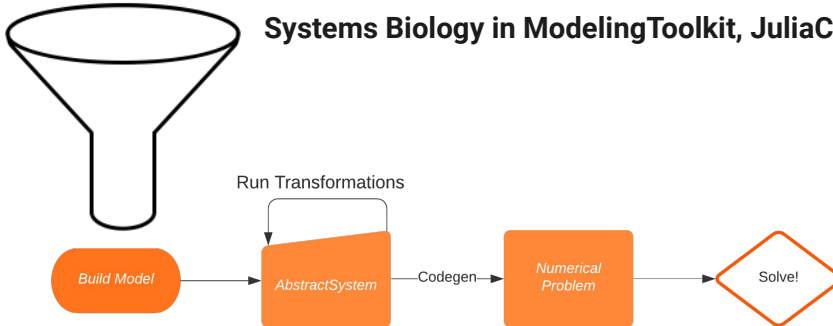 Systems Biology in ModelingToolkit, JuliaC
Run Transformations
Build Model
AbstractSystem
Codegen
Numerical
Problem
Solve!